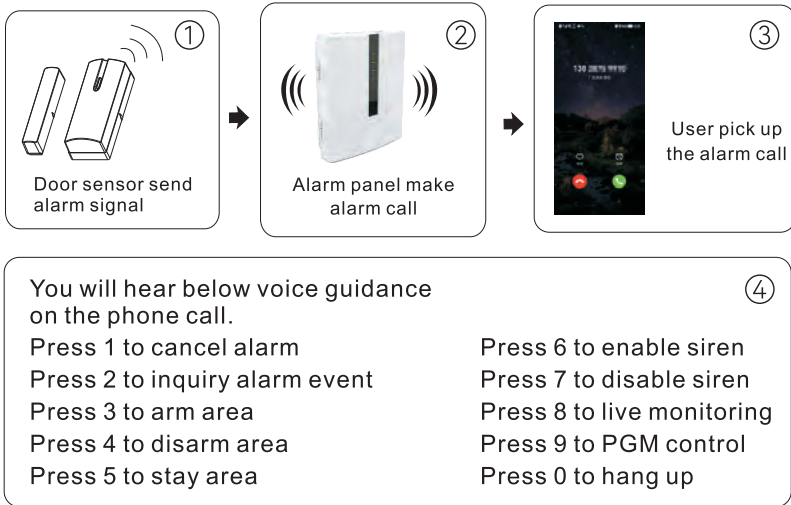 ①
Door sensor send
alarm signal
②
Alarm panel make
alarm call
③
User pick up
the alarm call
④
You will hear below voice guidance
on the phone call.
Press 1 to cancel alarm
Press 2 to inquiry alarm event
Press 3 to arm area
Press 4 to disarm area
Press 5 to stay area
Press 6 to enable siren
Press 7 to disable siren
Press 8 to live monitoring
Press 9 to PGM control
Press 0 to hang up